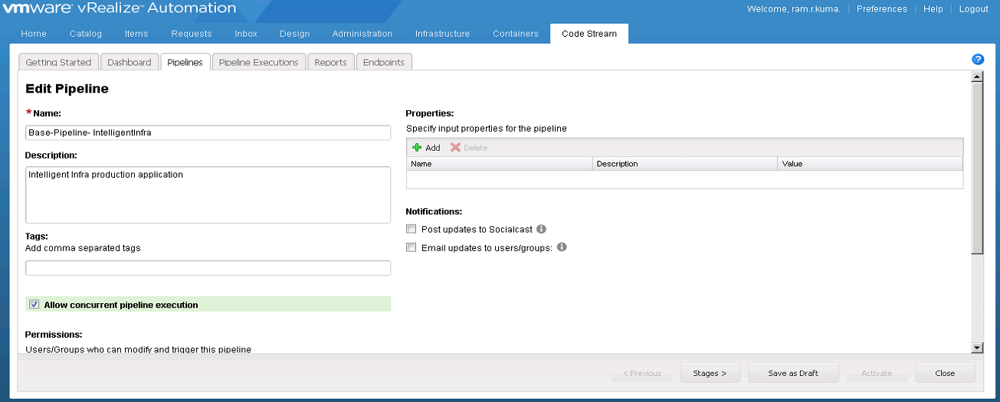 vmware® vRealize™ Automation
Welcome, ram.r.kuma. Preferences Help Logout
Home Catalog Items Requests Inbox Design Administration Infrastructure Containers Code Stream
Getting Started Dashboard Pipelines Pipeline Executions Reports Endpoints
?
Edit Pipeline
* Name:
Base-Pipeline- IntelligentInfra
Description:
Intelligent Infra production application
Tags:
Add comma separated tags
Allow concurrent pipeline execution
Permissions:
Users/Groups who can modify and trigger this pipeline
Properties:
Specify input properties for the pipeline
Add Delete
Name Description Value
Notifications:
Post updates to Socialcast i
Email updates to users/groups: i
< Previous Stages > Save as Draft Activate Close